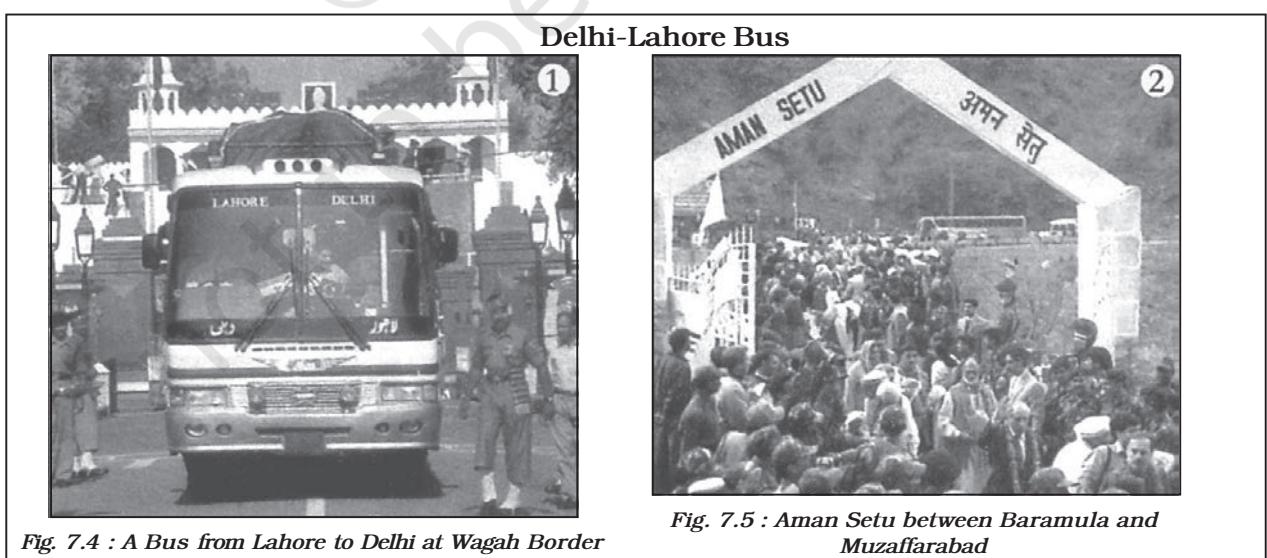 Delhi-Lahore Bus
1
LAHORE DELHI
دہلی لاہور
Fig. 7.4 : A Bus from Lahore to Delhi at Wagah Border
2
AMAN SETU
अमन सेतु
Fig. 7.5 : Aman Setu between Baramula and
Muzaffarabad